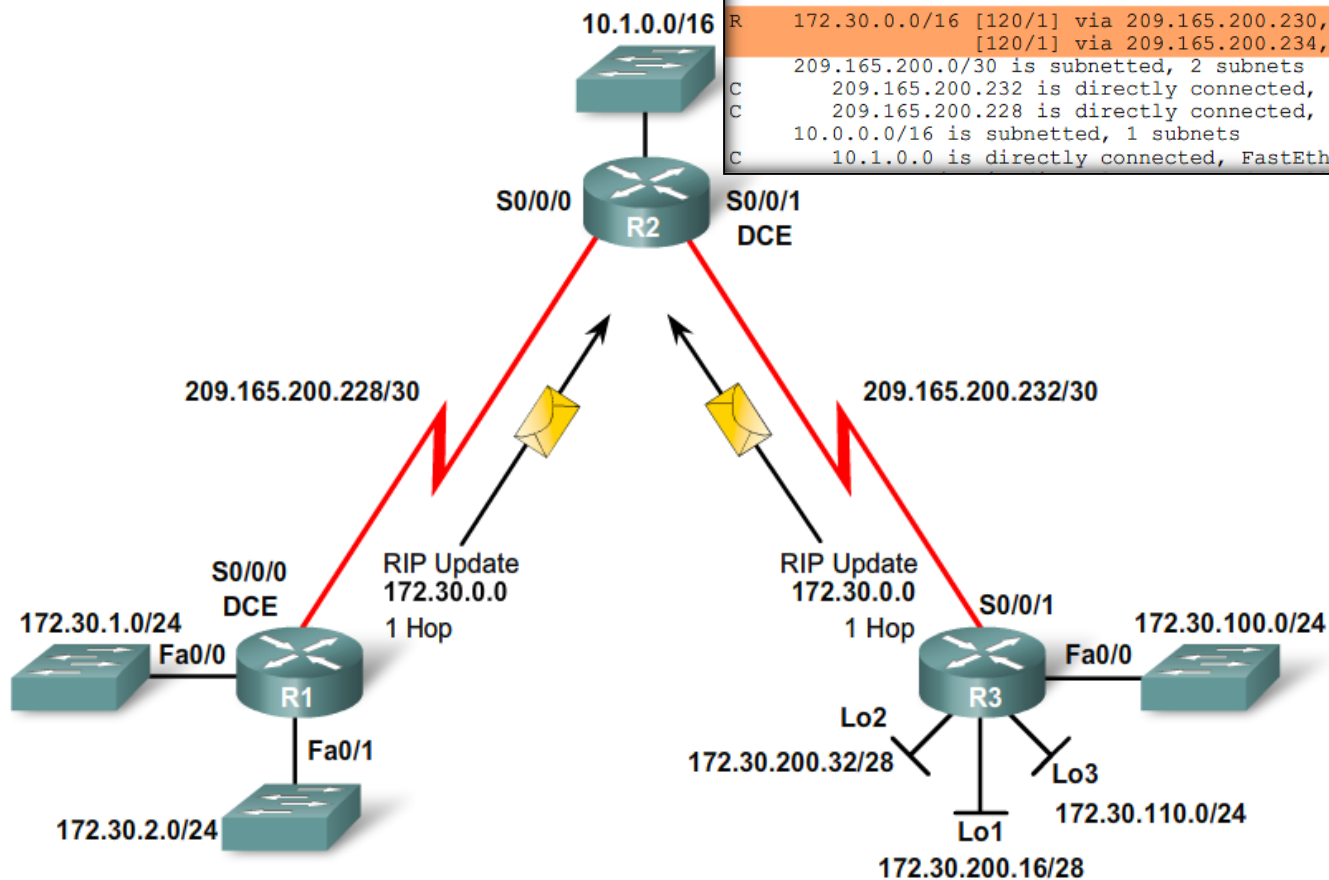 10.1.0.0/16
R 172.30.0.0/16 [120/1] via 209.165.200.230,
[120/1] via 209.165.200.234,
209.165.200.0/30 is subnetted, 2 subnets
C 209.165.200.232 is directly connected,
C 209.165.200.228 is directly connected,
10.0.0.0/16 is subnetted, 1 subnets
C 10.1.0.0 is directly connected, FastEth
S0/0/0
R2
S0/0/1
DCE
209.165.200.228/30
209.165.200.232/30
RIP Update
172.30.0.0
1 Hop
RIP Update
172.30.0.0
1 Hop
S0/0/0
DCE
172.30.1.0/24
Fa0/0
R1
Fa0/1
172.30.2.0/24
S0/0/1
172.30.100.0/24
Fa0/0
R3
Lo2
172.30.200.32/28
Lo3
172.30.110.0/24
Lo1
172.30.200.16/28